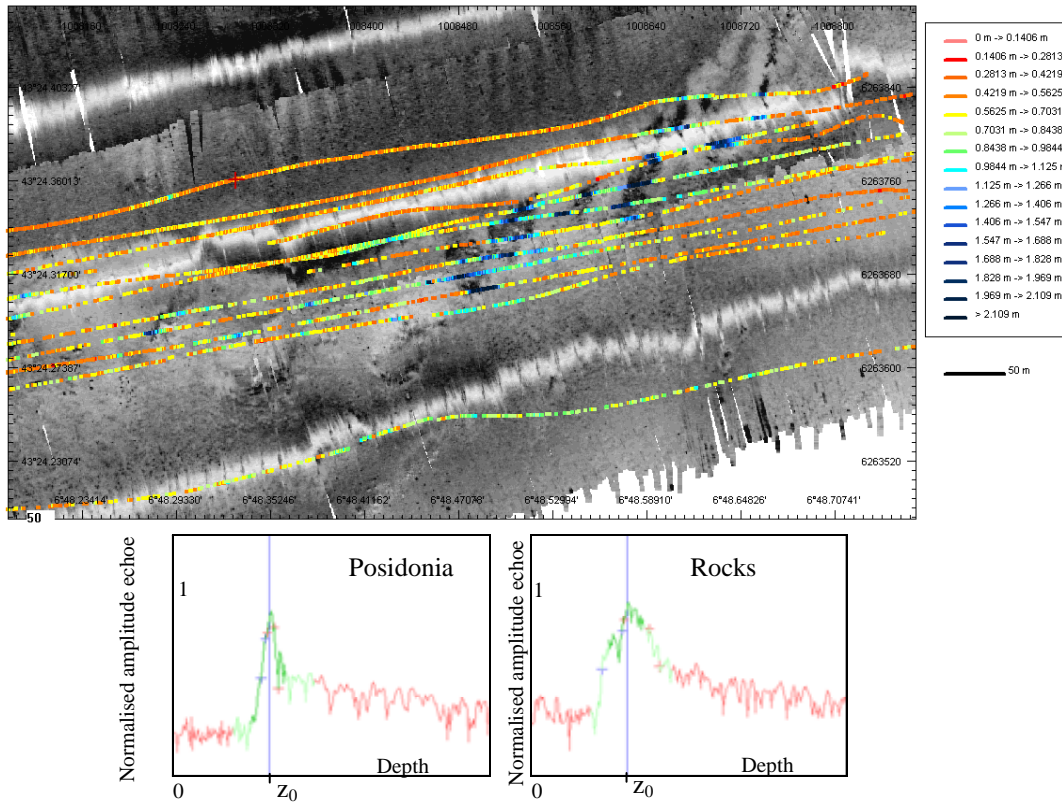 1008240 1008400 1008480 1008560 1008640 1008720 1008800
43°24.40327' 6263840
43°24.36013' 6263760
43°24.31700' 6263680
43°24.27387' 6263600
43°24.23074' 6263520
6°48.23414 6°48.29330' 6°48.35246' 6°48.41162' 6°48.47076' 6°48.52994' 6°48.58910' 6°48.64826' 6°48.70741'
50
0 m -> 0.1406 m
0.1406 m -> 0.2813
0.2813 m -> 0.4219
0.4219 m -> 0.5625
0.5625 m -> 0.7031
0.7031 m -> 0.8438
0.8438 m -> 0.9844
0.9844 m -> 1.125 m
1.125 m -> 1.266 m
1.266 m -> 1.406 m
1.406 m -> 1.547 m
1.547 m -> 1.688 m
1.688 m -> 1.828 m
1.828 m -> 1.969 m
1.969 m -> 2.109 m
> 2.109 m
50 m
Normalised amplitude echoe
1
Posidonia
Depth
0
z0
Normalised amplitude echoe
1
Rocks
Depth
0
z0